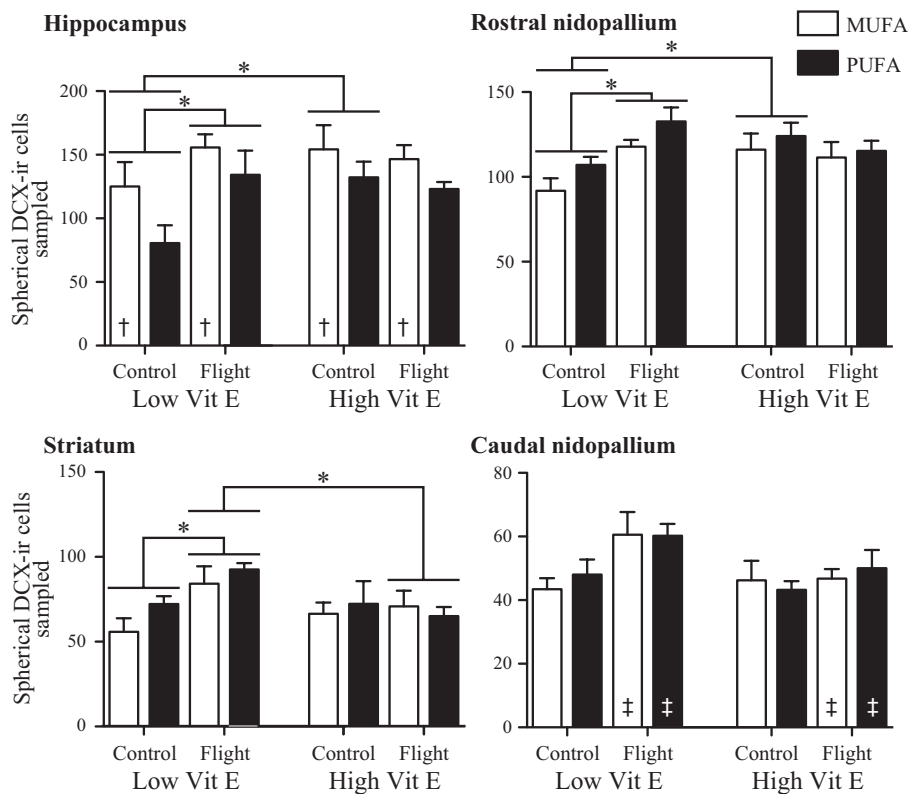 Hippocampus
Rostral nidopallium
MUFA
PUFA
Spherical DCX-ir cells
sampled
200
150
100
50
0
*
*
† † † †
Control Flight Control Flight
Low Vit E High Vit E
150
100
50
0
*
*
Control Flight Control Flight
Low Vit E High Vit E
Striatum
Caudal nidopallium
Spherical DCX-ir cells
sampled
150
100
50
0
*
*
Control Flight Control Flight
Low Vit E High Vit E
80
60
40
20
0
‡ ‡ ‡ ‡
Control Flight Control Flight
Low Vit E High Vit E